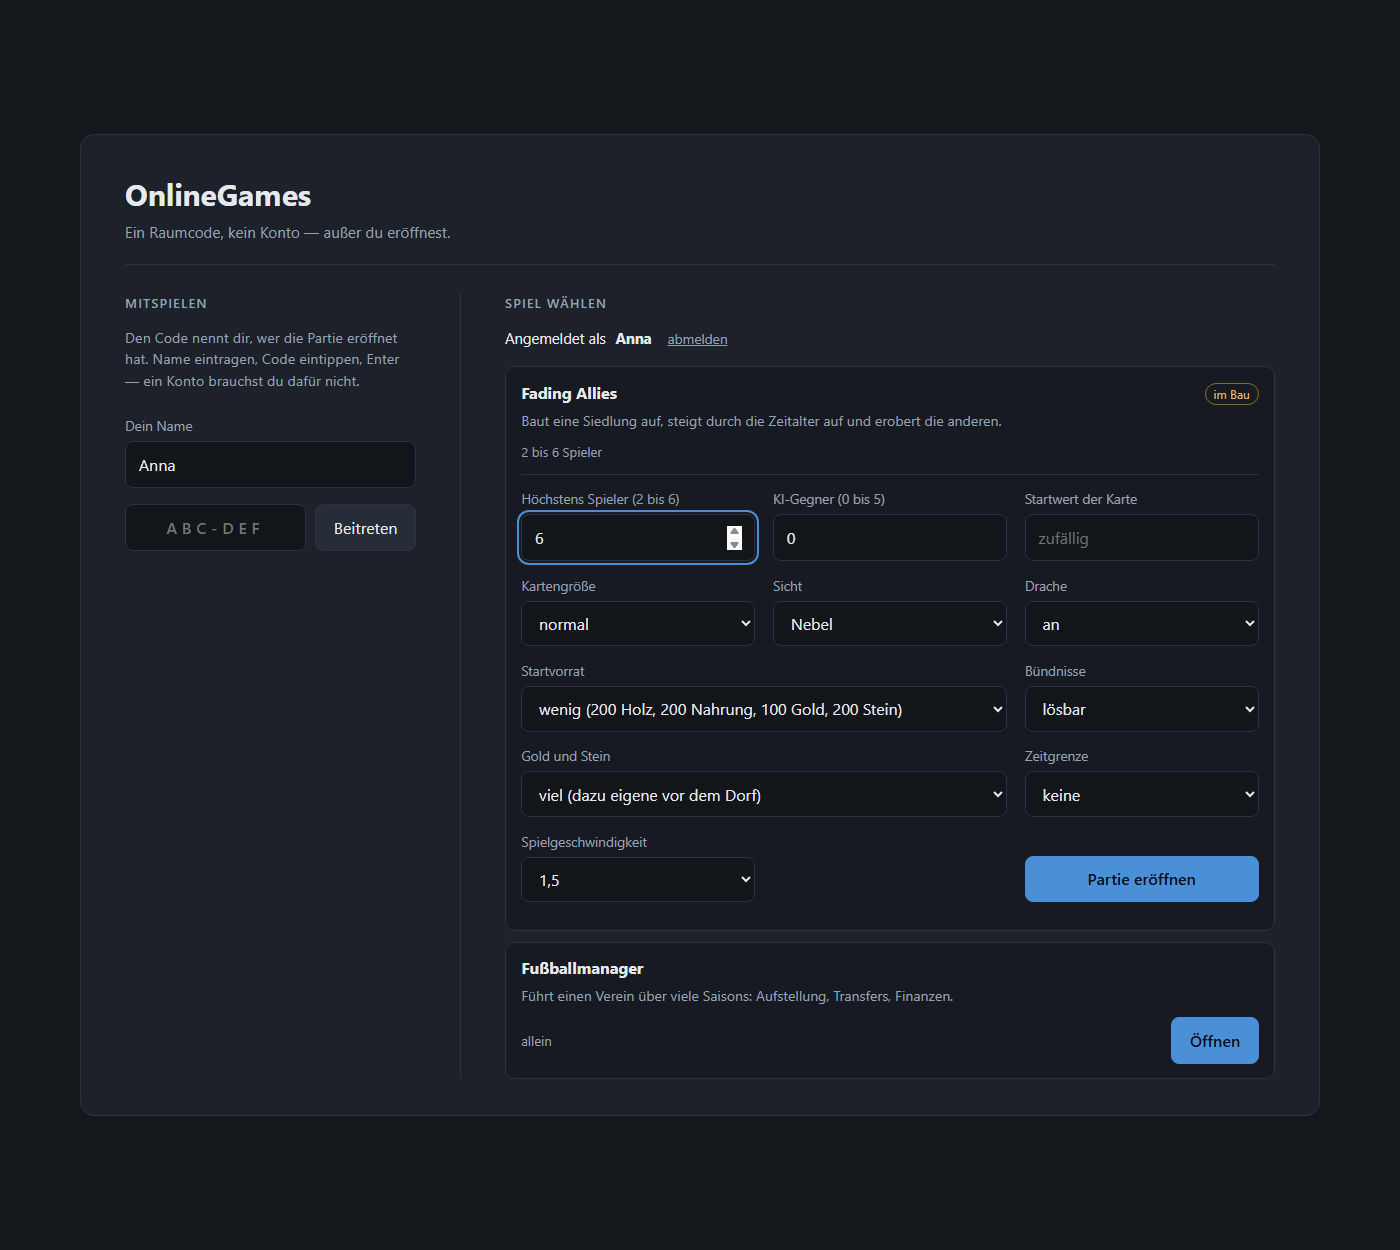 OnlineGames
Ein Raumcode, kein Konto — außer du eröffnest.
MITSPIELEN
Den Code nennt dir, wer die Partie eröffnet
hat. Name eintragen, Code eintippen, Enter
— ein Konto brauchst du dafür nicht.
Dein Name
Anna
ABC-DEF
Beitreten
SPIEL WÄHLEN
Angemeldet als Anna abmelden
Fading Allies
im Bau
Baut eine Siedlung auf, steigt durch die Zeitalter auf und erobert die anderen.
2 bis 6 Spieler
Höchstens Spieler (2 bis 6)
6
KI-Gegner (0 bis 5)
0
Startwert der Karte
zufällig
Kartengröße
normal
Sicht
Nebel
Drache
an
Startvorrat
wenig (200 Holz, 200 Nahrung, 100 Gold, 200 Stein)
Bündnisse
lösbar
Gold und Stein
viel (dazu eigene vor dem Dorf)
Zeitgrenze
keine
Spielgeschwindigkeit
1,5
Partie eröffnen
Fußballmanager
Führt einen Verein über viele Saisons: Aufstellung, Transfers, Finanzen.
allein
Öffnen